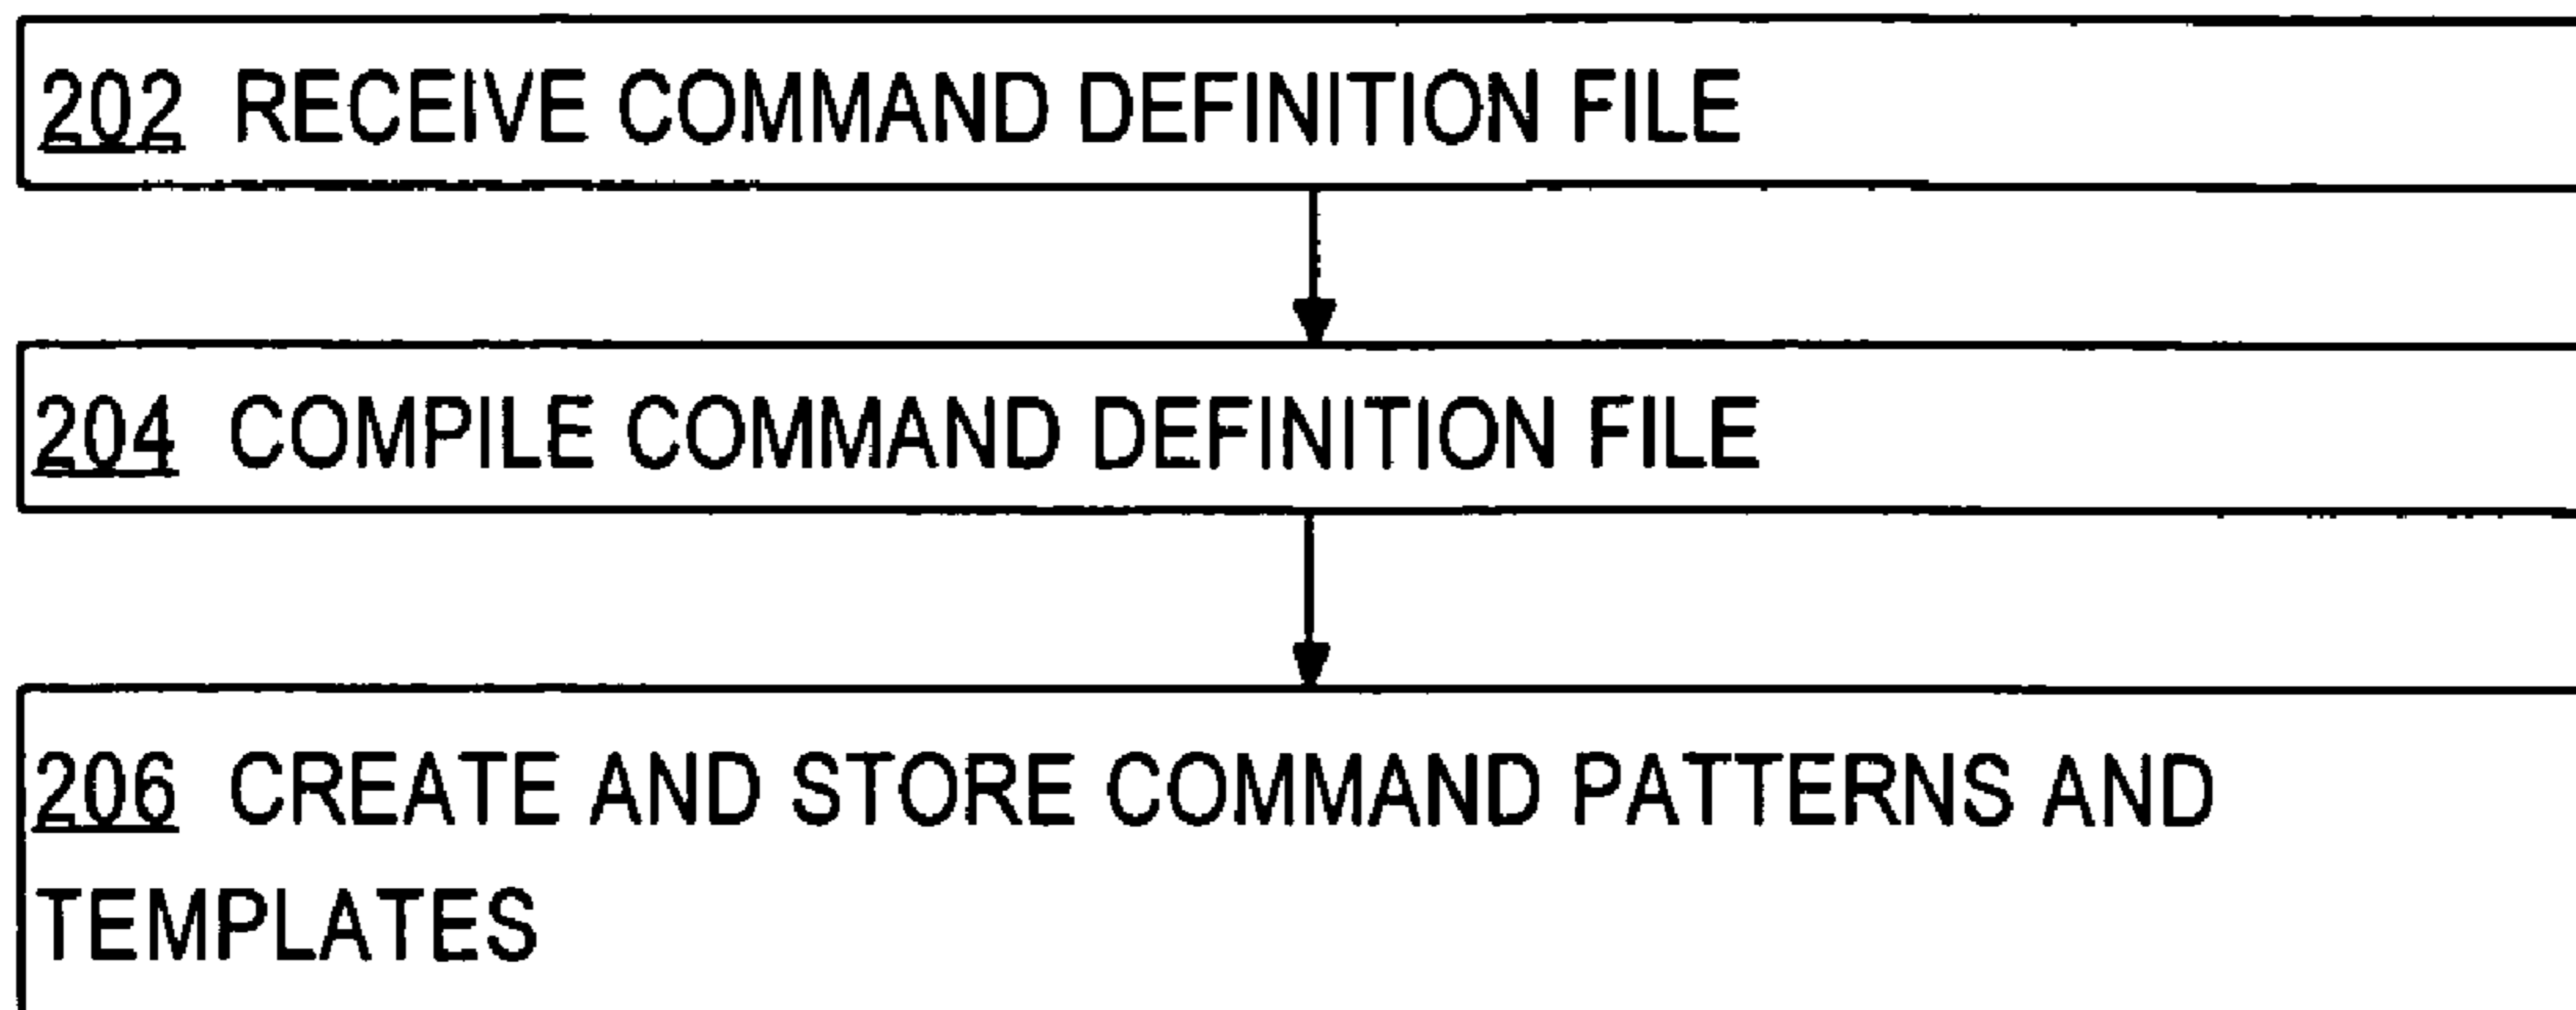 202 RECEIVE COMMAND DEFINITION FILE
204 COMPILE COMMAND DEFINITION FILE
206 CREATE AND STORE COMMAND PATTERNS AND
TEMPLATES